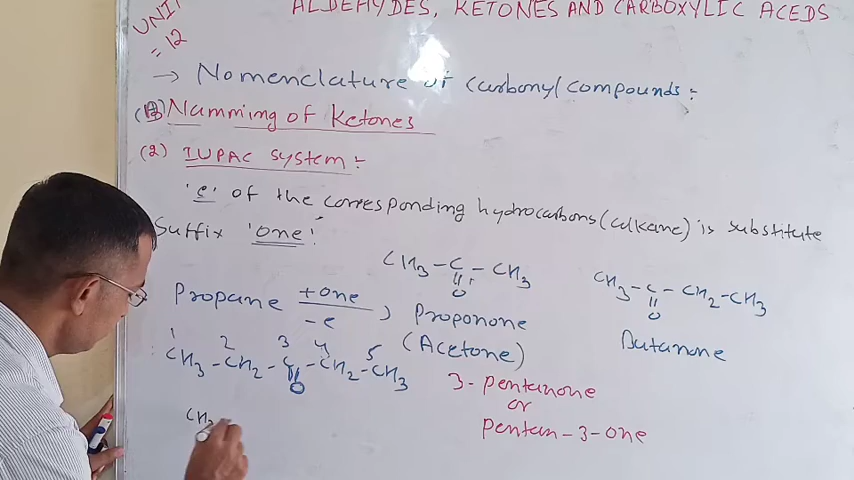 UNIT = 12
ALDEHYDES, KETONES AND CARBOXYLIC ACEDS
→ Nomenclature of carbonyl compounds:
(B) Namming of Ketones
(2) IUPAC system:-
'e' of the corresponding hydrocarbons (alkane) is substitute
Suffix 'one'.
CH3-C-CH3
O
CH3-C-CH2-CH3
O
Propane +one -e Proponone
(Acetone)
Butanone
1 2 3 4 5
CH3-CH2-C-CH2-CH3
O
3-pentanone
or
pentan-3-one
CH3